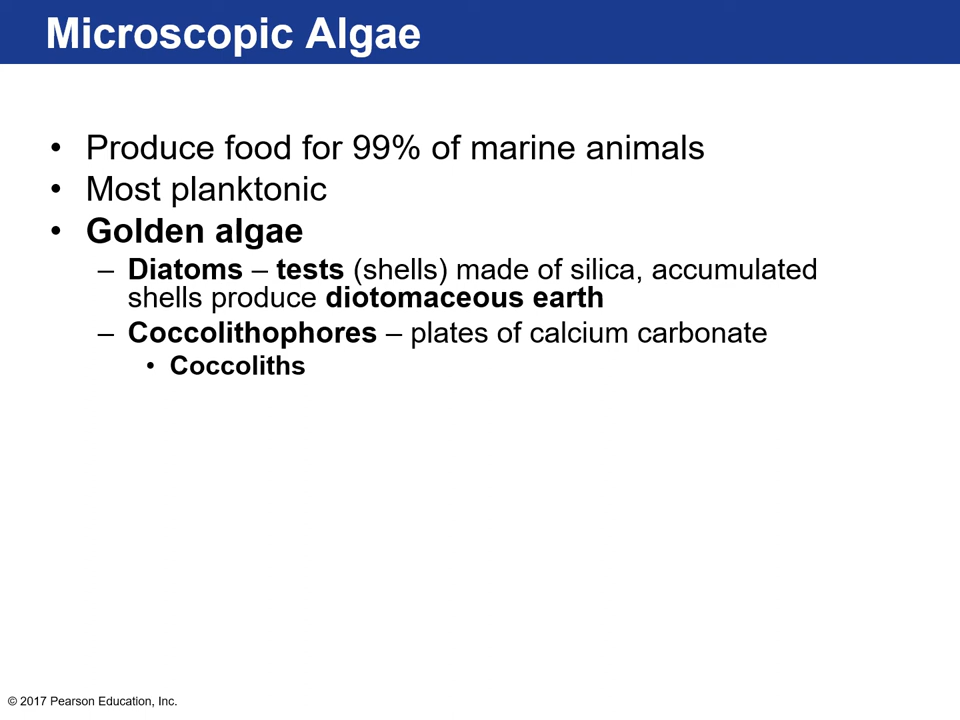 Microscopic Algae
• Produce food for 99% of marine animals
• Most planktonic
• Golden algae
– Diatoms – tests (shells) made of silica, accumulated
shells produce diotomaceous earth
– Coccolithophores – plates of calcium carbonate
• Coccoliths
© 2017 Pearson Education, Inc.